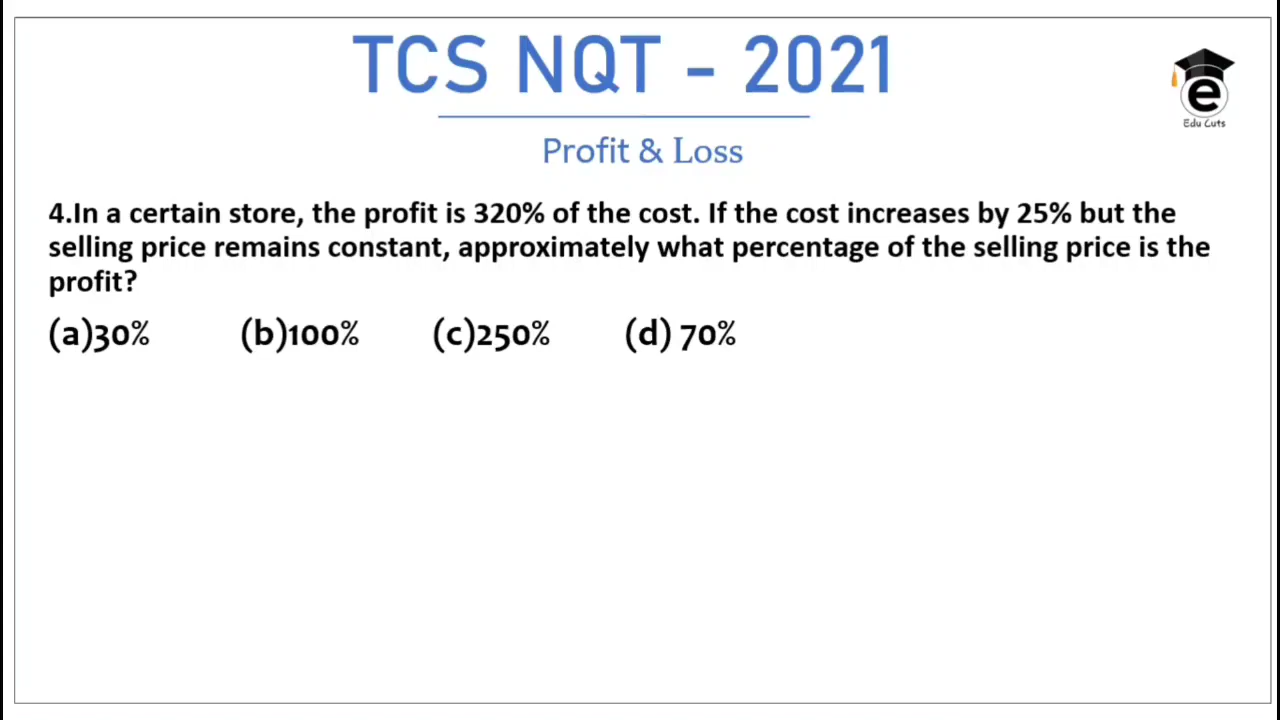 TCS NQT - 2021
e
Edu Cuts
Profit & Loss
4.In a certain store, the profit is 320% of the cost. If the cost increases by 25% but the
selling price remains constant, approximately what percentage of the selling price is the
profit?
(a)30% (b)100% (c)250% (d) 70%